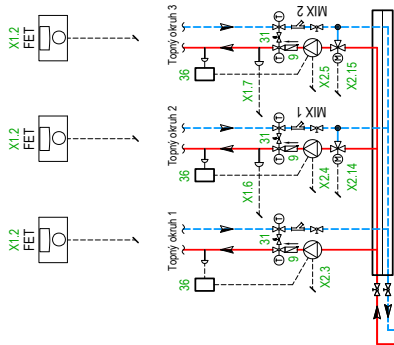 X1.2
FET
Topný okruh 3
36
X1.7
31
9
MIX 2
X2.5
X2.15
T
T
M
X1.2
FET
Topný okruh 2
36
X1.6
31
9
MIX 1
X2.4
X2.14
T
T
M
X1.2
FET
Topný okruh 1
36
31
9
X2.3
T
T